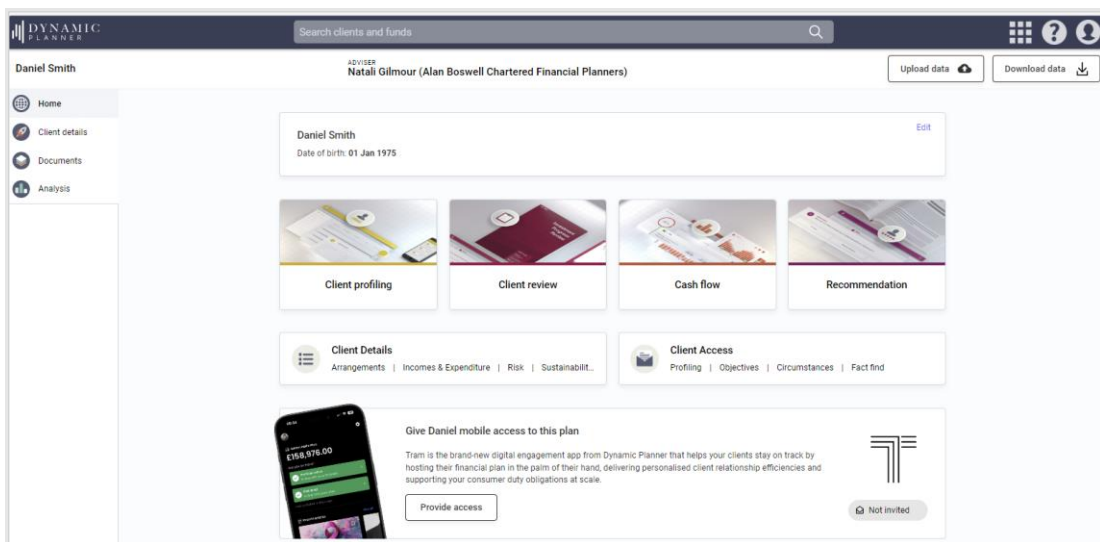 DYNAMIC
PLANNER
Search clients and funds
Daniel Smith
ADVISER
Natali Gilmour (Alan Boswell Chartered Financial Planners)
Upload data
Download data
Home
Client details
Documents
Analysis
Daniel Smith
Edit
Date of birth: 01 Jan 1975
Client profiling
Client review
Cash flow
Recommendation
Client Details
Arrangements | Incomes & Expenditure | Risk | Sustainabilit...
Client Access
Profiling | Objectives | Circumstances | Fact find
£158,976.00
Give Daniel mobile access to this plan
Tram is the brand-new digital engagement app from Dynamic Planner that helps your clients stay on track by
hosting their financial plan in the palm of their hand, delivering personalised client relationship efficiencies and
supporting your consumer duty obligations at scale.
Provide access
Not invited